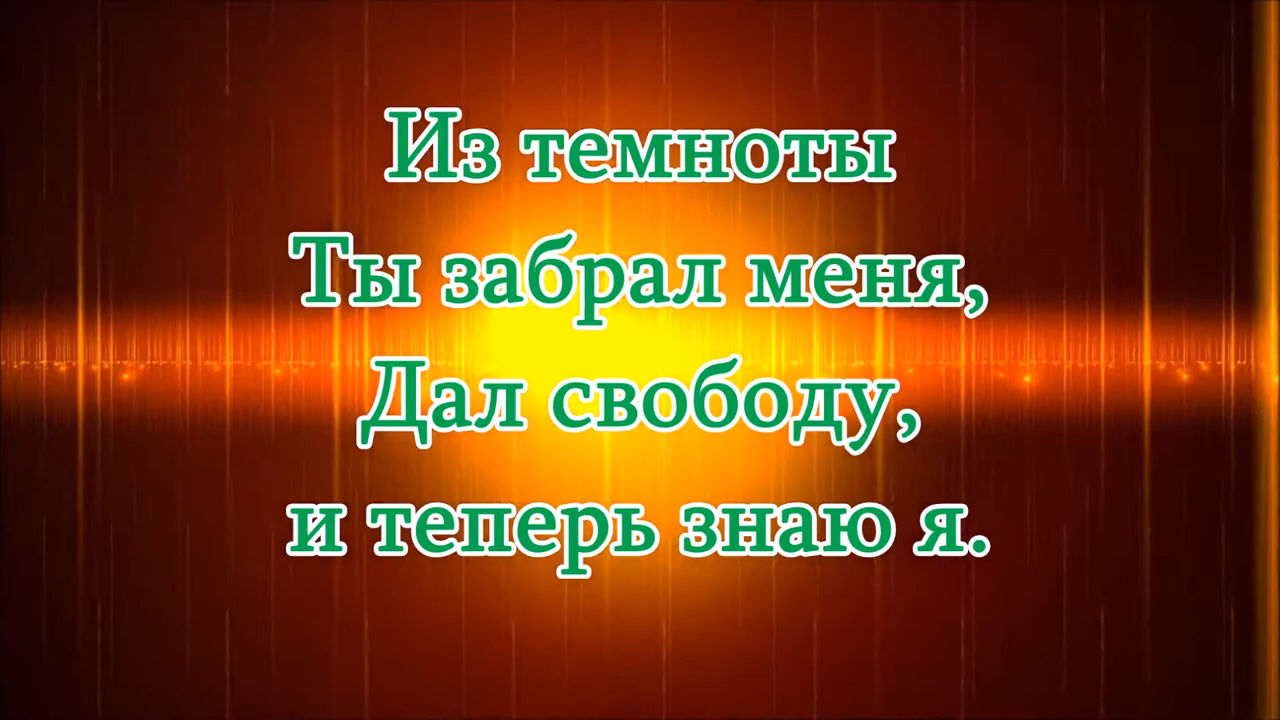 Из темноты
Ты забрал меня,
Дал свободу,
и теперь знаю я.